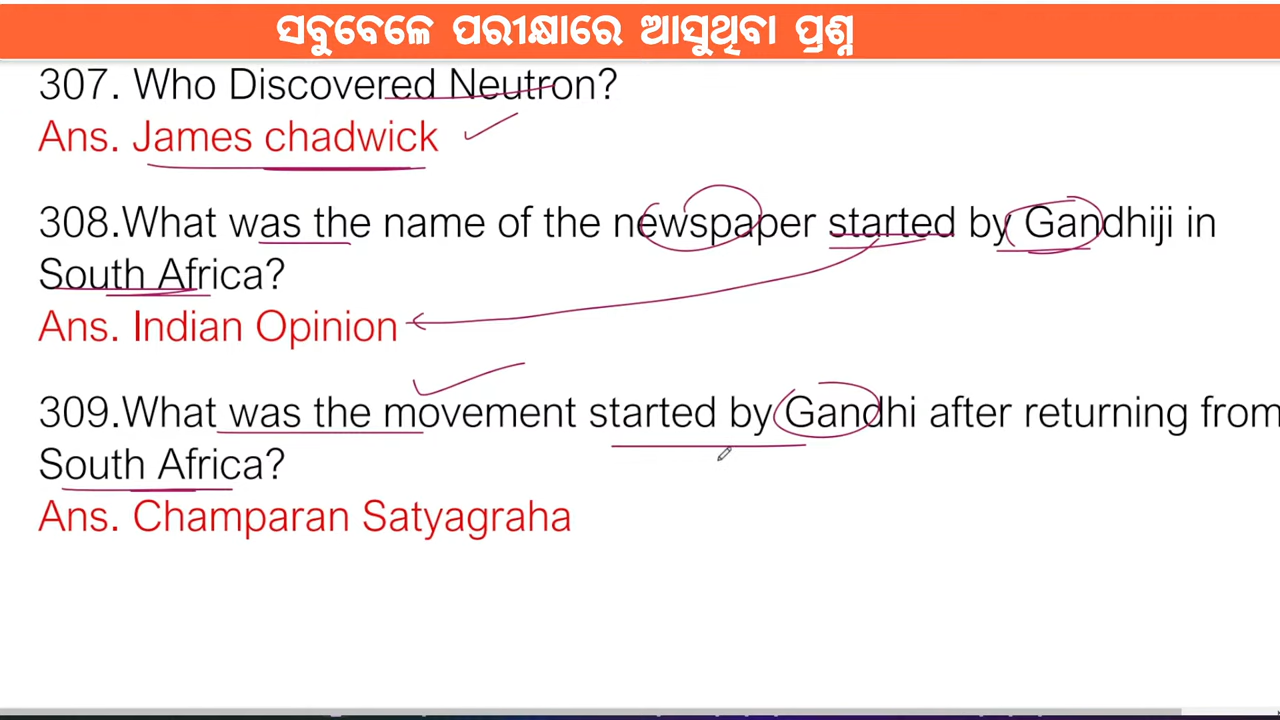 ସବୁବେଳେ ପରୀକ୍ଷାରେ ଆସୁଥିବା ପ୍ରଶ୍ନ
307. Who Discovered Neutron?
Ans. James chadwick
308.What was the name of the newspaper started by Gandhiji in
South Africa?
Ans. Indian Opinion
309.What was the movement started by Gandhi after returning from
South Africa?
Ans. Champaran Satyagraha